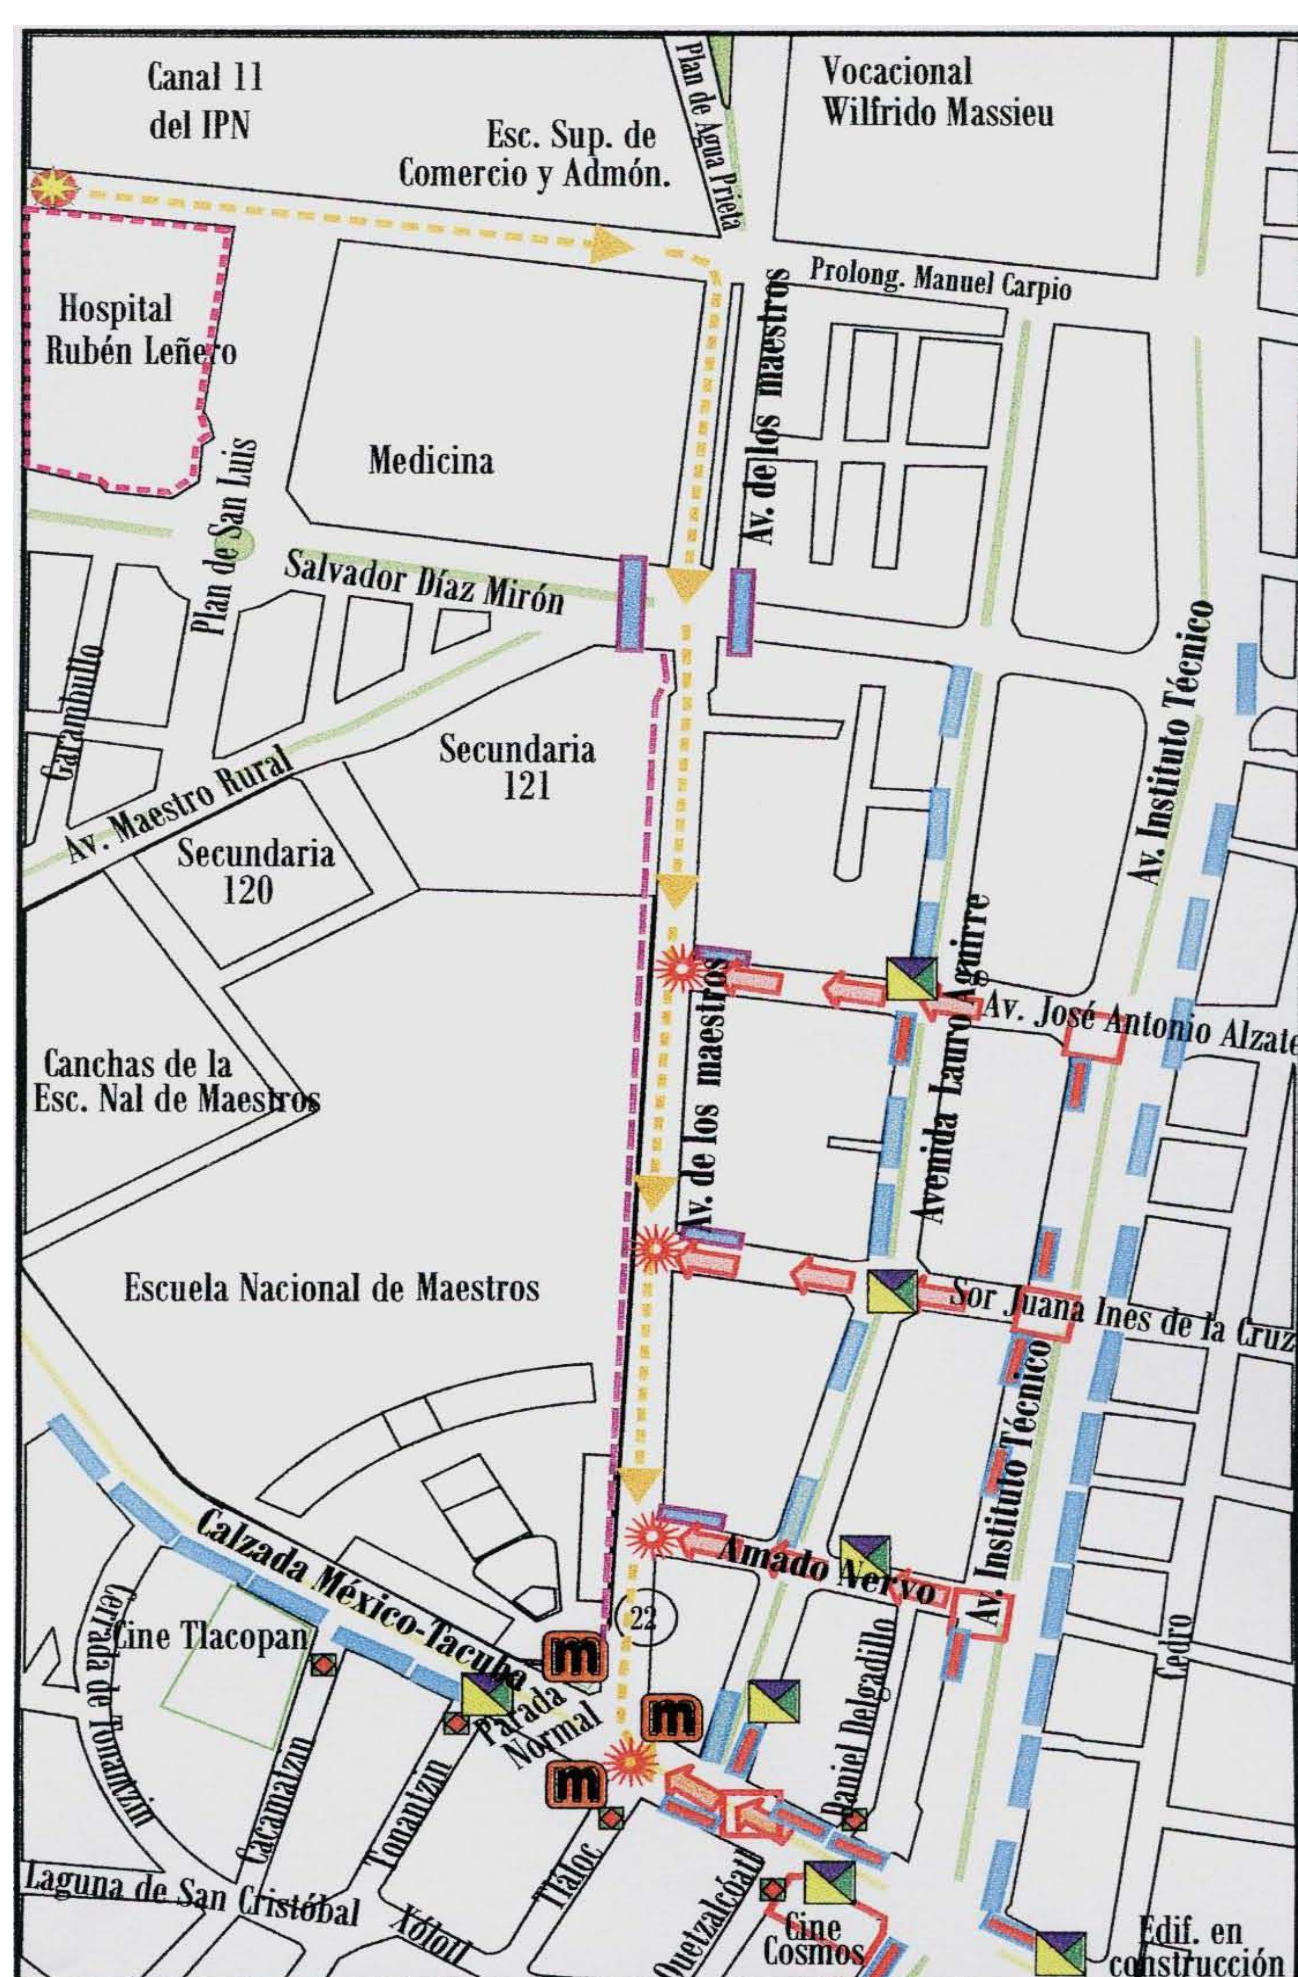 Canal 11
del IPN
Esc. Sup. de
Comercio y Admón.
Plan de Agua Prieta
Vocacional
Wilfrido Massieu
Prolong. Manuel Carpio
Hospital
Rubén Leñero
Medicina
Av. de los maestros
Plan de San Luis
Salvador Díaz Mirón
Garambullo
Av. Maestro Rural
Secundaria
121
Secundaria
120
Av. Instituto Técnico
Avenida Lauro Aguirre
Av. José Antonio Alzate
Av. de los maestros
Canchas de la
Esc. Nal de Maestros
Escuela Nacional de Maestros
Sor Juana Ines de la Cruz
Av. Instituto Técnico
Calzada México-Tacuba
Amado Nervo
22
Cine Tlacopan
Cerrada de Tonantzin
m
Parada
Normal
m
m
Daniel Delgadillo
Cedro
Cacamatzin
Tonantzin
Tláloc
Quetzalcóatl
Laguna de San Cristóbal
Xólotl
Cine
Cosmos
Edif. en
construcción